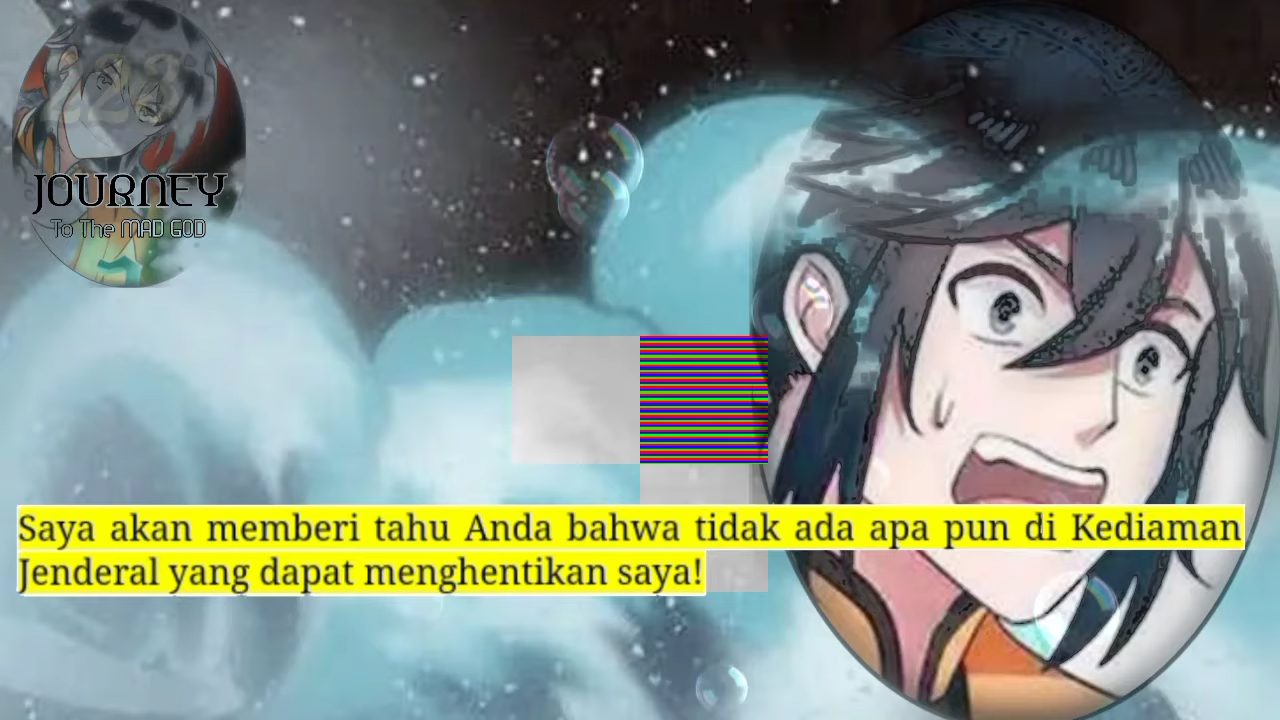 223
JOURNEY
To The MAD GOD
Saya akan memberi tahu Anda bahwa tidak ada apa pun di Kediaman
Jenderal yang dapat menghentikan saya!